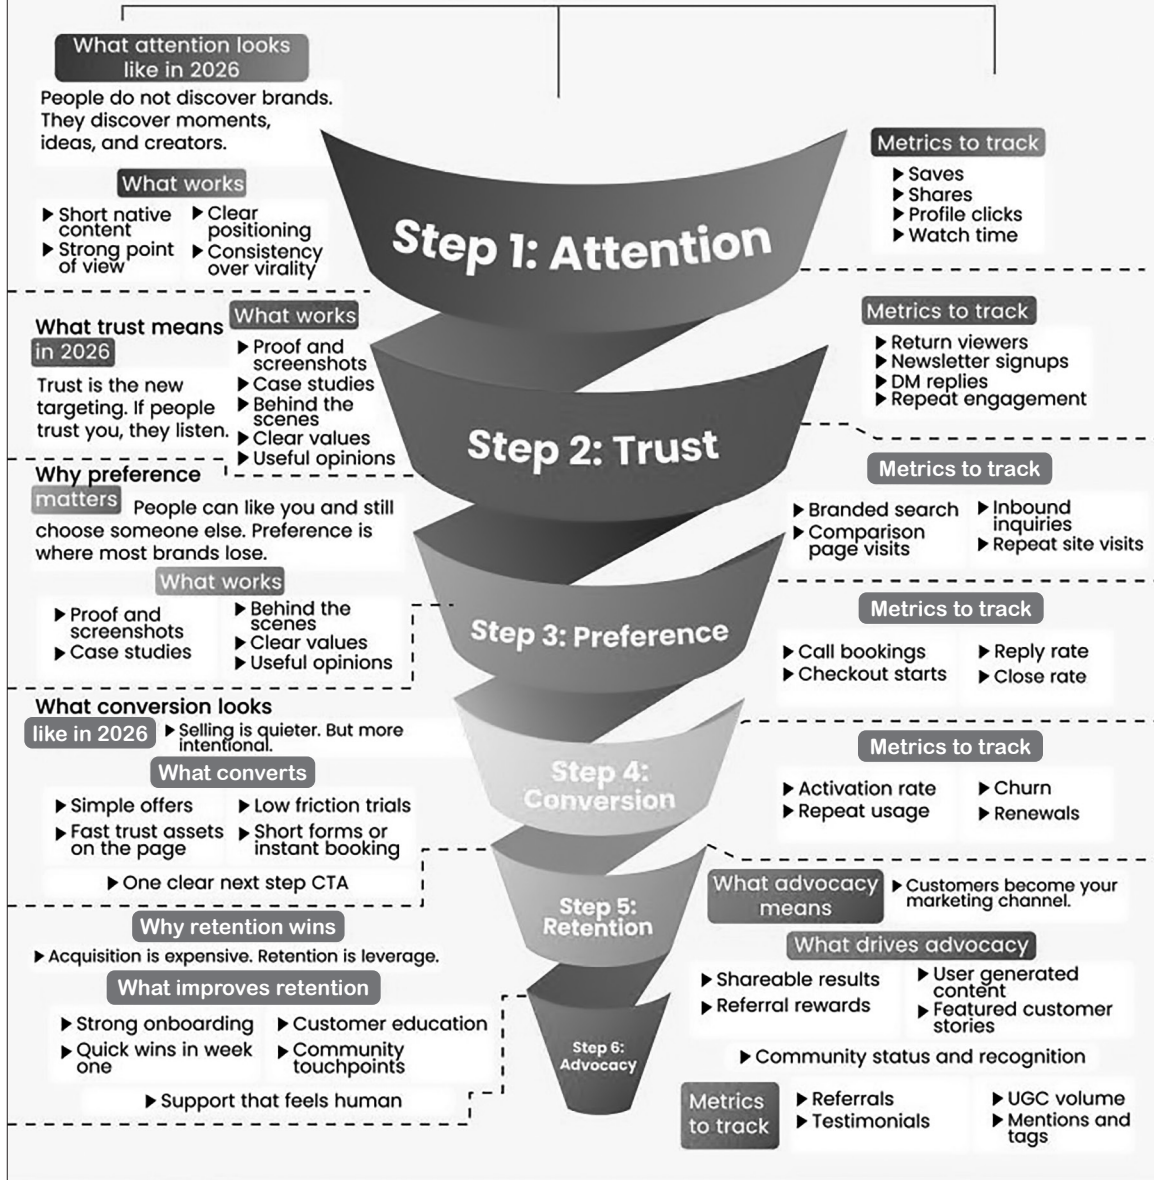 What attention looks
like in 2026
People do not discover brands.
They discover moments,
ideas, and creators.
What works
Short native
content
Strong point
of view
Clear
positioning
Consistency
over virality
Step 1: Attention
Metrics to track
Saves
Shares
Profile clicks
Watch time
What trust means
in 2026
Trust is the new
targeting. If people
trust you, they listen.
What works
Proof and
screenshots
Case studies
Behind the
scenes
Clear values
Useful opinions
Step 2: Trust
Metrics to track
Return viewers
Newsletter signups
DM replies
Repeat engagement
Why preference
matters
People can like you and still
choose someone else. Preference is
where most brands lose.
What works
Proof and
screenshots
Case studies
Behind the
scenes
Clear values
Useful opinions
Step 3: Preference
Metrics to track
Branded search
Comparison
page visits
Inbound
inquiries
Repeat site visits
What conversion looks
like in 2026
Selling is quieter. But more
intentional.
What converts
Simple offers
Fast trust assets
on the page
Low friction trials
Short forms or
instant booking
One clear next step CTA
Step 4:
Conversion
Metrics to track
Call bookings
Checkout starts
Reply rate
Close rate
Why retention wins
Acquisition is expensive. Retention is leverage.
What improves retention
Strong onboarding
Quick wins in week
one
Customer education
Community
touchpoints
Support that feels human
Step 5:
Retention
Metrics to track
Activation rate
Repeat usage
Churn
Renewals
Step 6:
Advocacy
What advocacy
means
Customers become your
marketing channel.
What drives advocacy
Shareable results
Referral rewards
User generated
content
Featured customer
stories
Community status and recognition
Metrics
to track
Referrals
Testimonials
UGC volume
Mentions and
tags